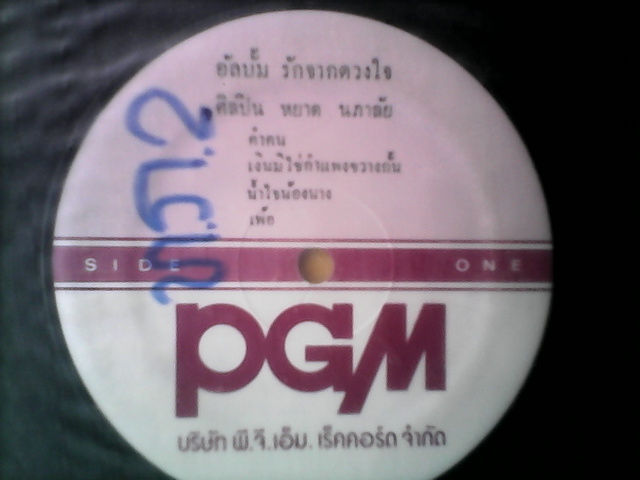 อัลบั้ม รักจากดวงใจ
ศิลปิน หยาด นภาลัย
ค่าคน
เงินมิใช่กำแพงขวางกั้น
น้ำใจน้องนาง
เพ้อ
SIDE ONE
PGM
บริษัท พี.จี.เอ็ม. เร็คคอร์ด จำกัด